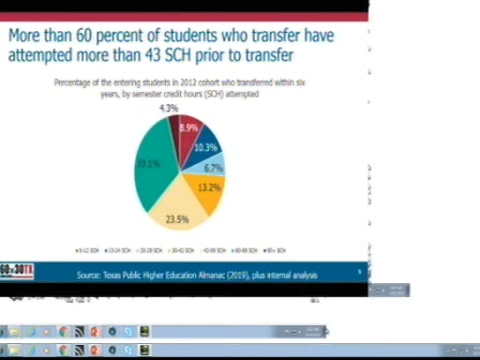 More than 60 percent of students who transfer have
attempted more than 43 SCH prior to transfer
Percentage of the entering students in 2012 cohort who transferred within six
years, by semester credit hours (SCH) attempted
4.3%
8.9%
10.3%
6.7%
13.2%
23.5%
33.1%
60x30TX
Source: Texas Public Higher Education Almanac (2019), plus internal analysis